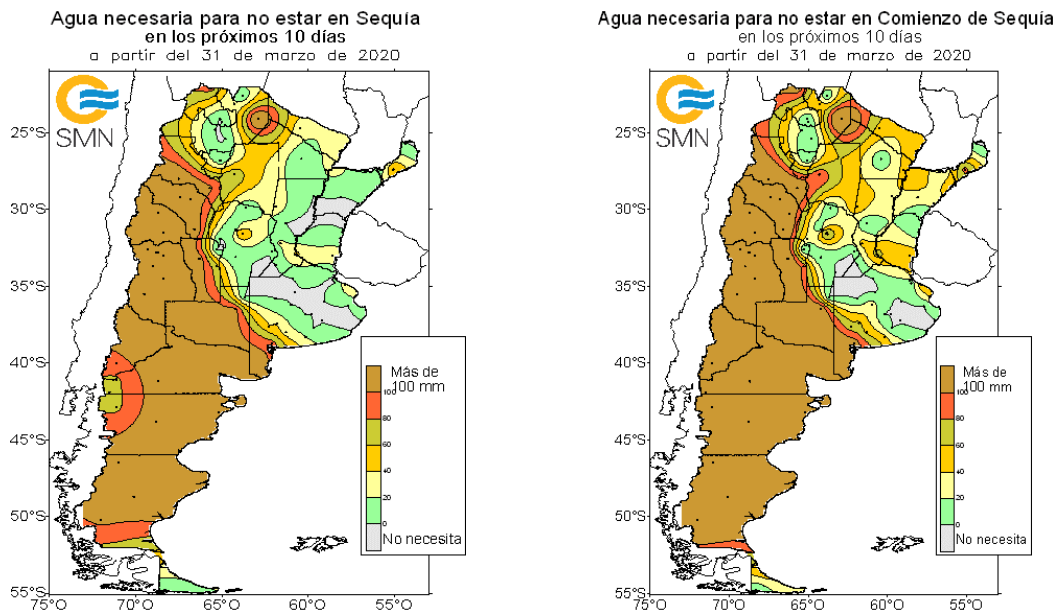 Agua necesaria para no estar en Sequía
en los próximos 10 días
a partir del 31 de marzo de 2020
SMN
25°S
30°S
35°S
40°S
45°S
50°S
55°S
75°O
70°O
65°O
60°O
55°O
Más de
100 mm
100
80
60
40
20
0
No necesita
Agua necesaria para no estar en Comienzo de Sequía
en los próximos 10 días
a partir del 31 de marzo de 2020
SMN
25°S
30°S
35°S
40°S
45°S
50°S
55°S
75°O
70°O
65°O
60°O
55°O
Más de
100 mm
100
80
60
40
20
0
No necesita